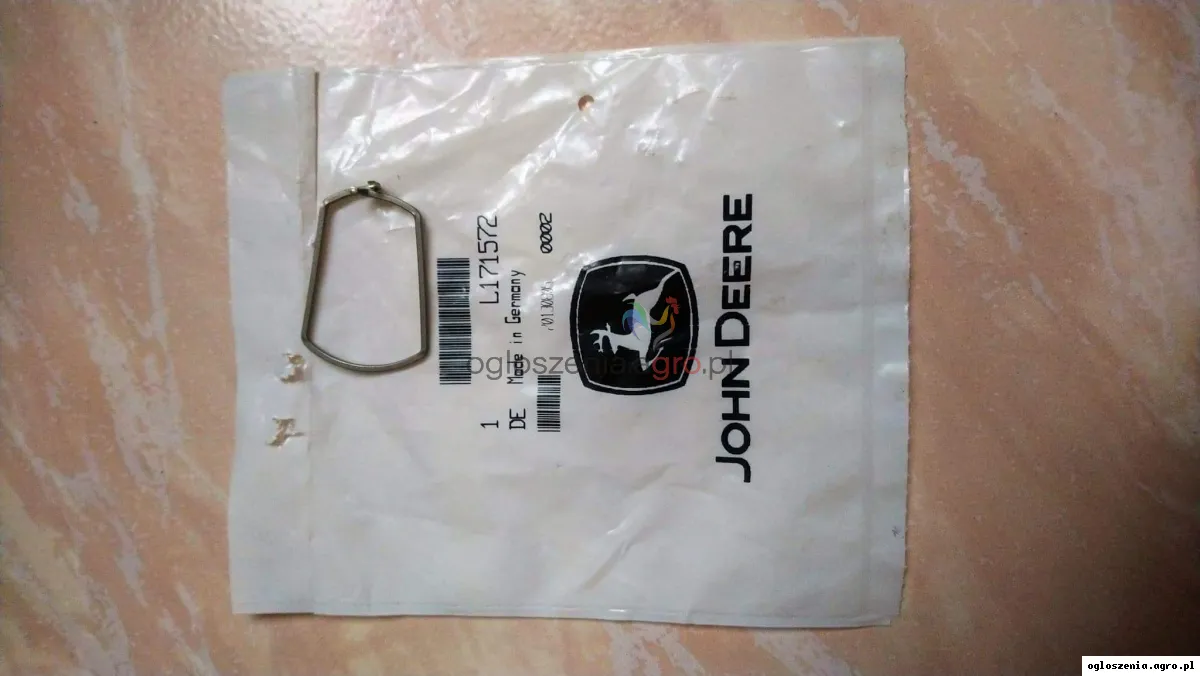 L171572
1
DE Made in Germany
0002
JOHN DEERE
ogloszenia.agro.pl
ogloszenia.agro.pl